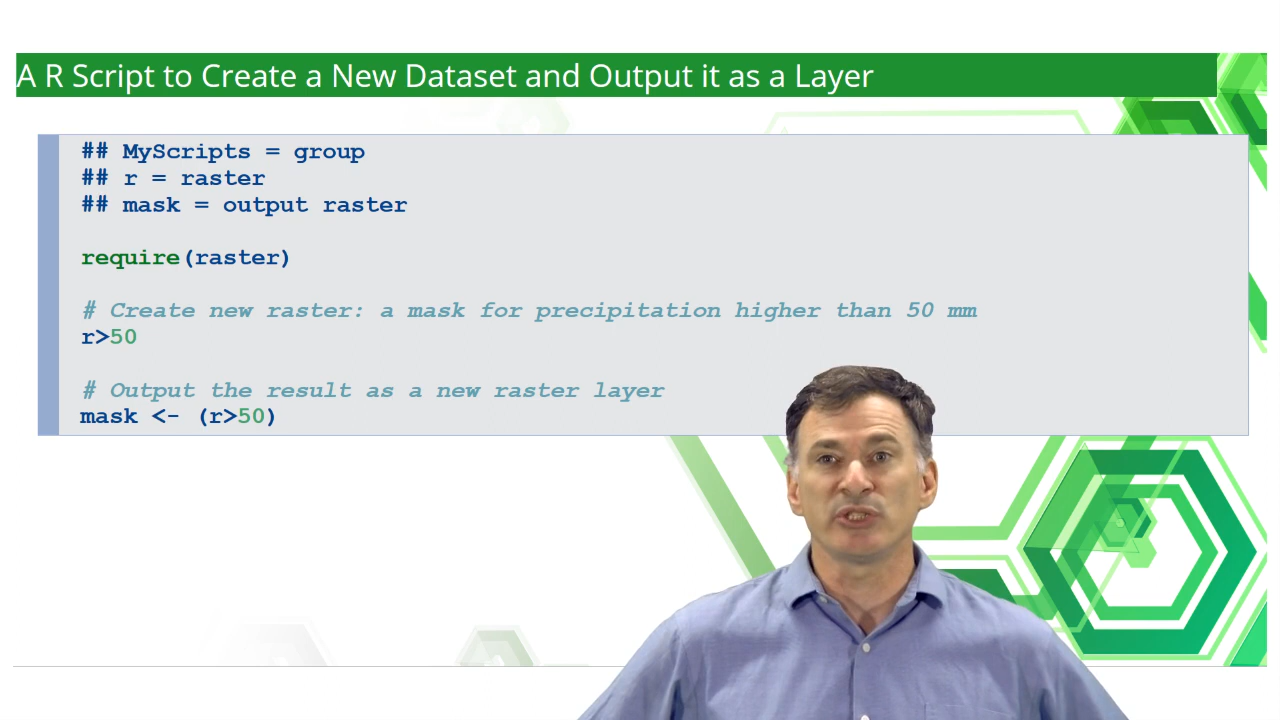 A R Script to Create a New Dataset and Output it as a Layer
## MyScripts = group
## r = raster
## mask = output raster
require(raster)
# Create new raster: a mask for precipitation higher than 50 mm
r>50
# Output the result as a new raster layer
mask <- (r>50)